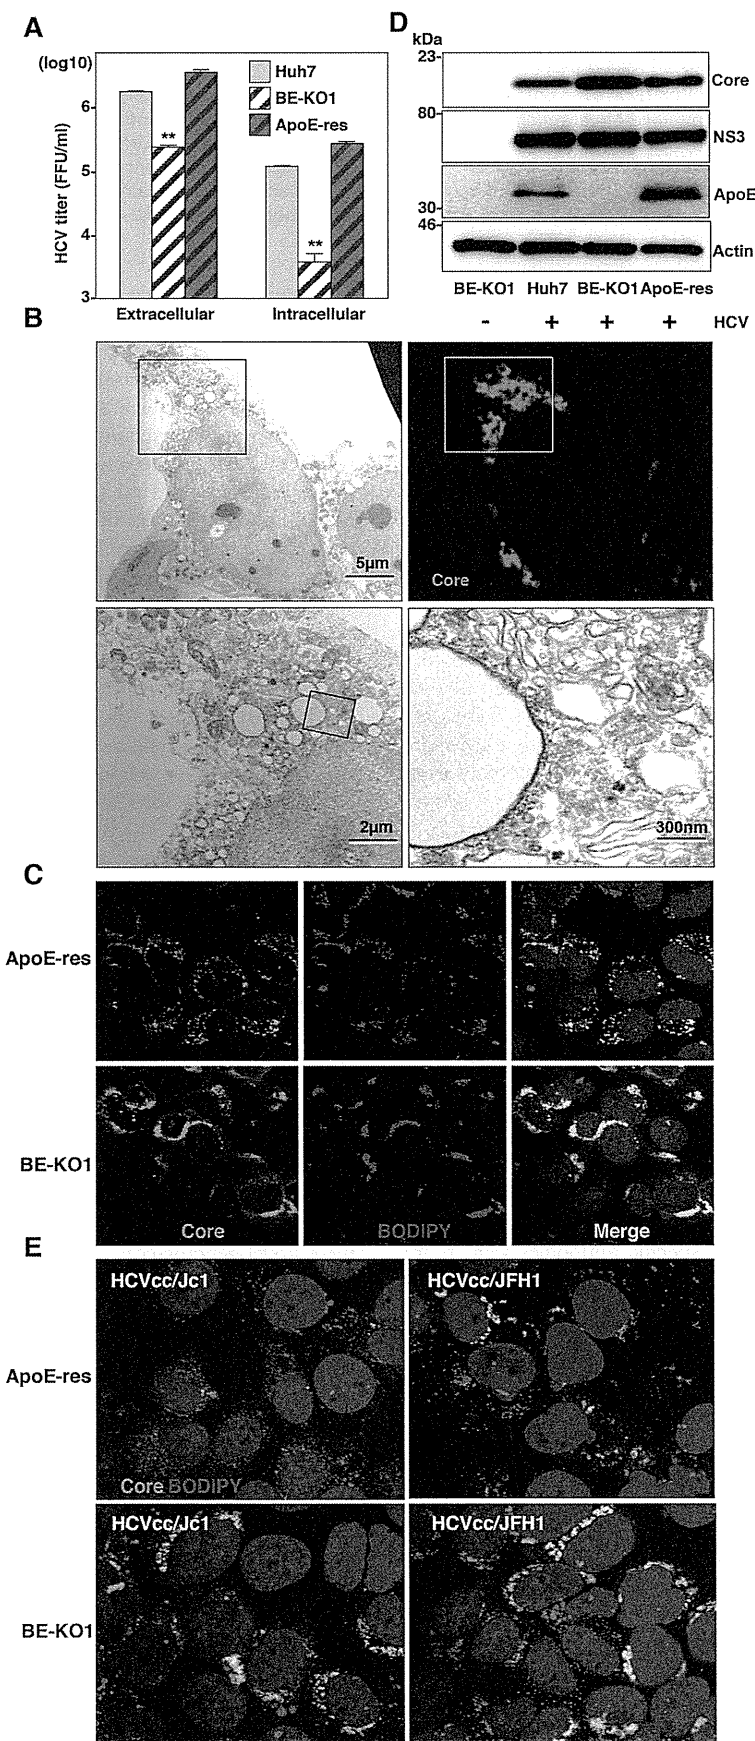 A
(log10)
HCV titer (FFU/ml)
6
5
4
3
Huh7
BE-KO1
ApoE-res
**
**
Extracellular
Intracellular
D
kDa
23-
80-
30-
46-
Core
NS3
ApoE
Actin
BE-KO1 Huh7 BE-KO1 ApoE-res
- + + + HCV
B
5µm
Core
2µm
300nm
C
ApoE-res
BE-KO1
Core
BODIPY
Merge
E
HCVcc/Jc1
HCVcc/JFH1
ApoE-res
Core BODIPY
HCVcc/Jc1
HCVcc/JFH1
BE-KO1